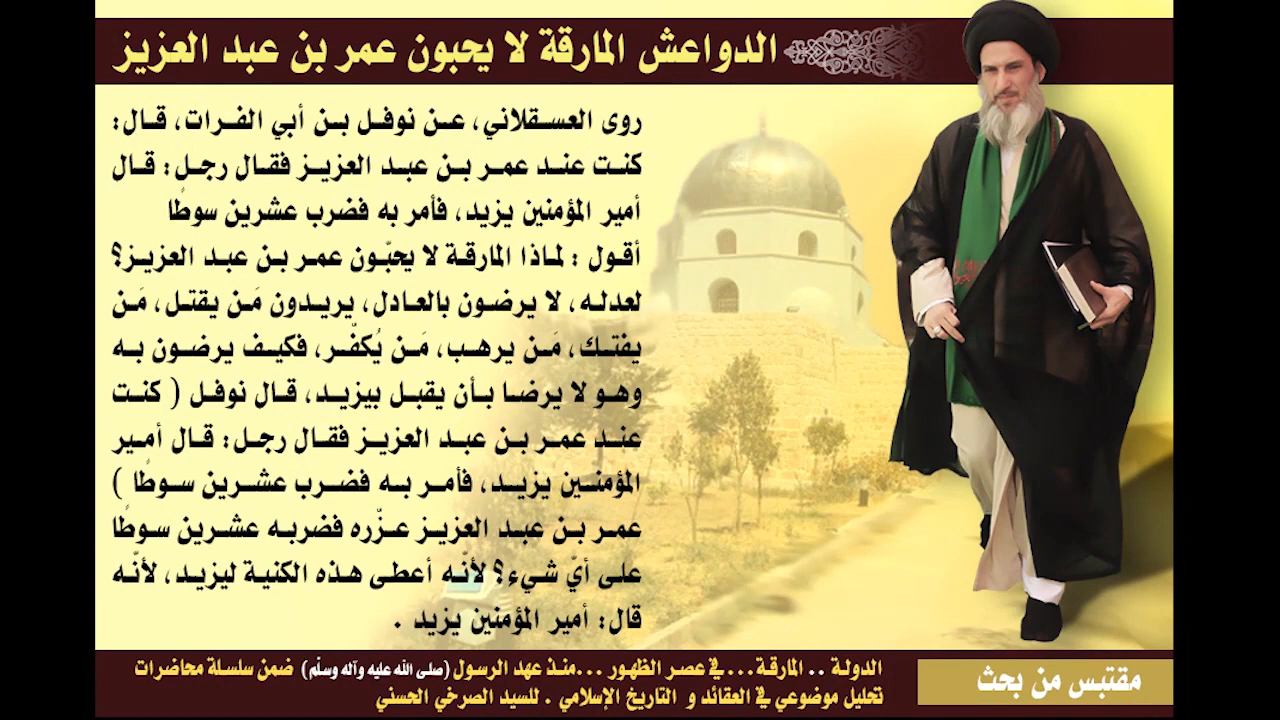 الدواعش المارقة لا يحبون عمر بن عبد العزيز
روى العسقلاني، عن نوفل بن أبي الفرات، قال:
كنت عند عمر بن عبد العزيز فقال رجل: قال
أمير المؤمنين يزيد، فأمر به فضرب عشرين سوطًا
أقول : لماذا المارقة لا يحبّون عمر بن عبد العزيز؟
لعدله، لا يرضون بالعادل، يريدون مَن يقتل، مَن
يفتك، مَن يرهب، مَن يُكفّر، فكيف يرضون به
وهو لا يرضا بأن يقبل بيزيد، قال نوفل ( كنت
عند عمر بن عبد العزيز فقال رجل: قال أمير
المؤمنين يزيد، فأمر به فضرب عشرين سوطًا )
عمر بن عبد العزيز عزّره فضربه عشرين سوطًا
على أيّ شيء؟ لأنّه أعطى هذه الكنية ليزيد، لأنّه
قال: أمير المؤمنين يزيد .
مقتبس من بحث
الدولة .. المارقة...في عصر الظهور ...منذ عهد الرسول (صلى الله عليه وآله وسلّم) ضمن سلسلة محاضرات
تحليل موضوعي في العقائد و التاريخ الإسلامي . للسيد الصرخي الحسني